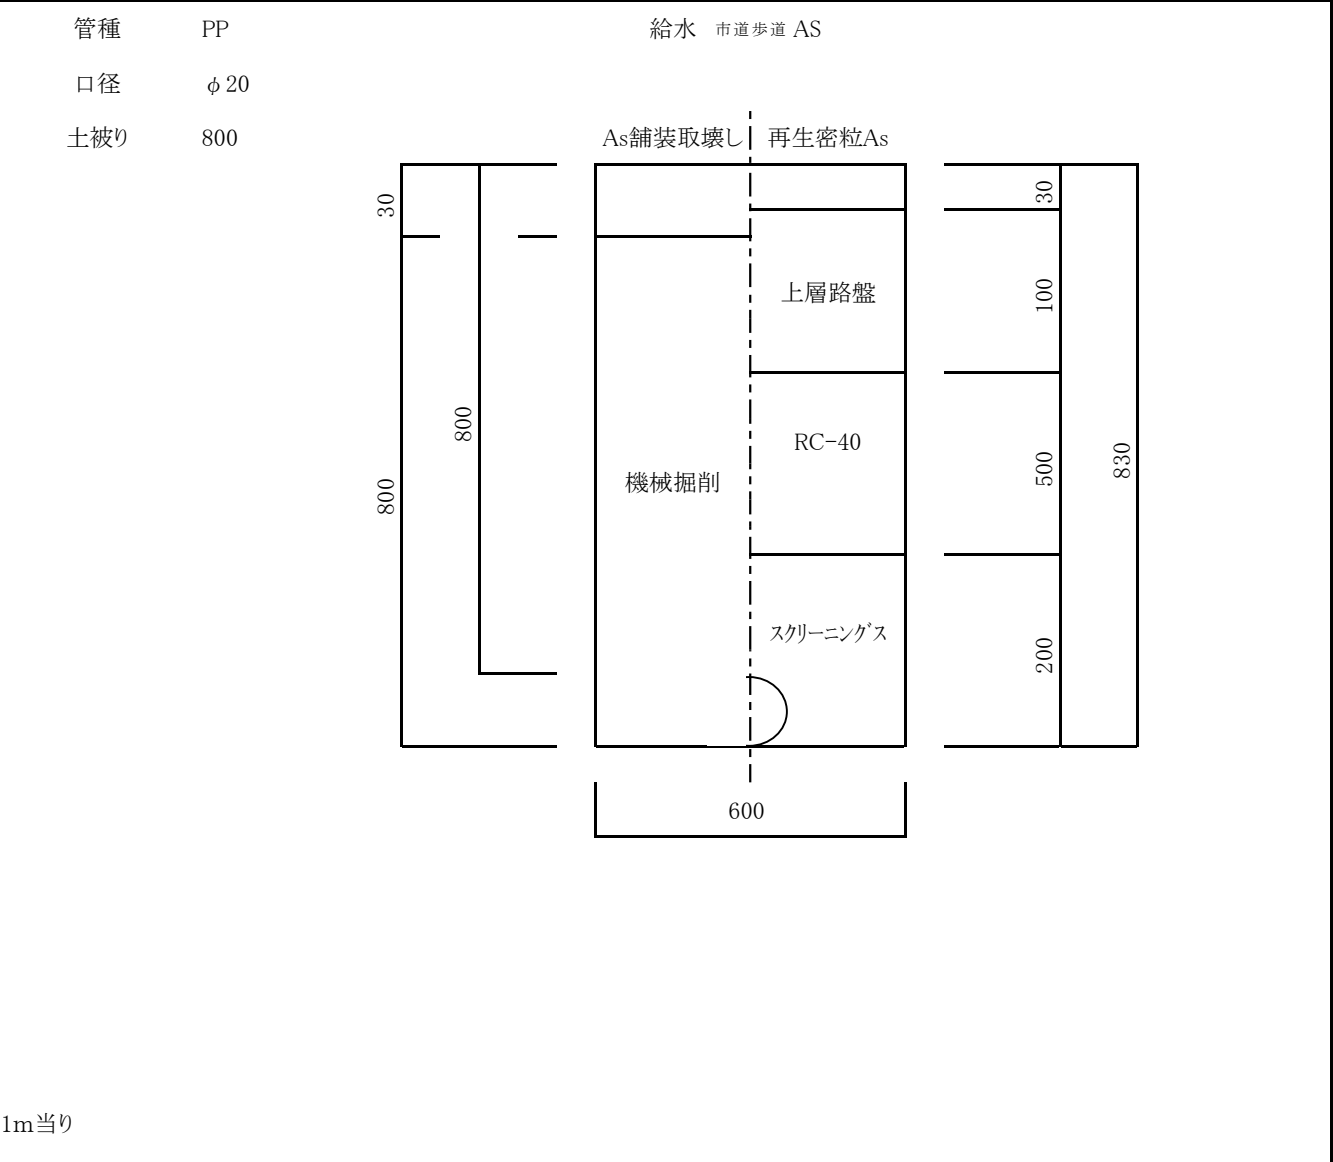 管種 PP 給水 市道歩道 AS
口径 φ20
土被り 800
As舗装取壊し 再生密粒As
30
30
上層路盤
100
800
RC-40
830
500
機械掘削
800
ｽｸﾘｰﾆﾝｸﾞｽ
200
600
1m当り